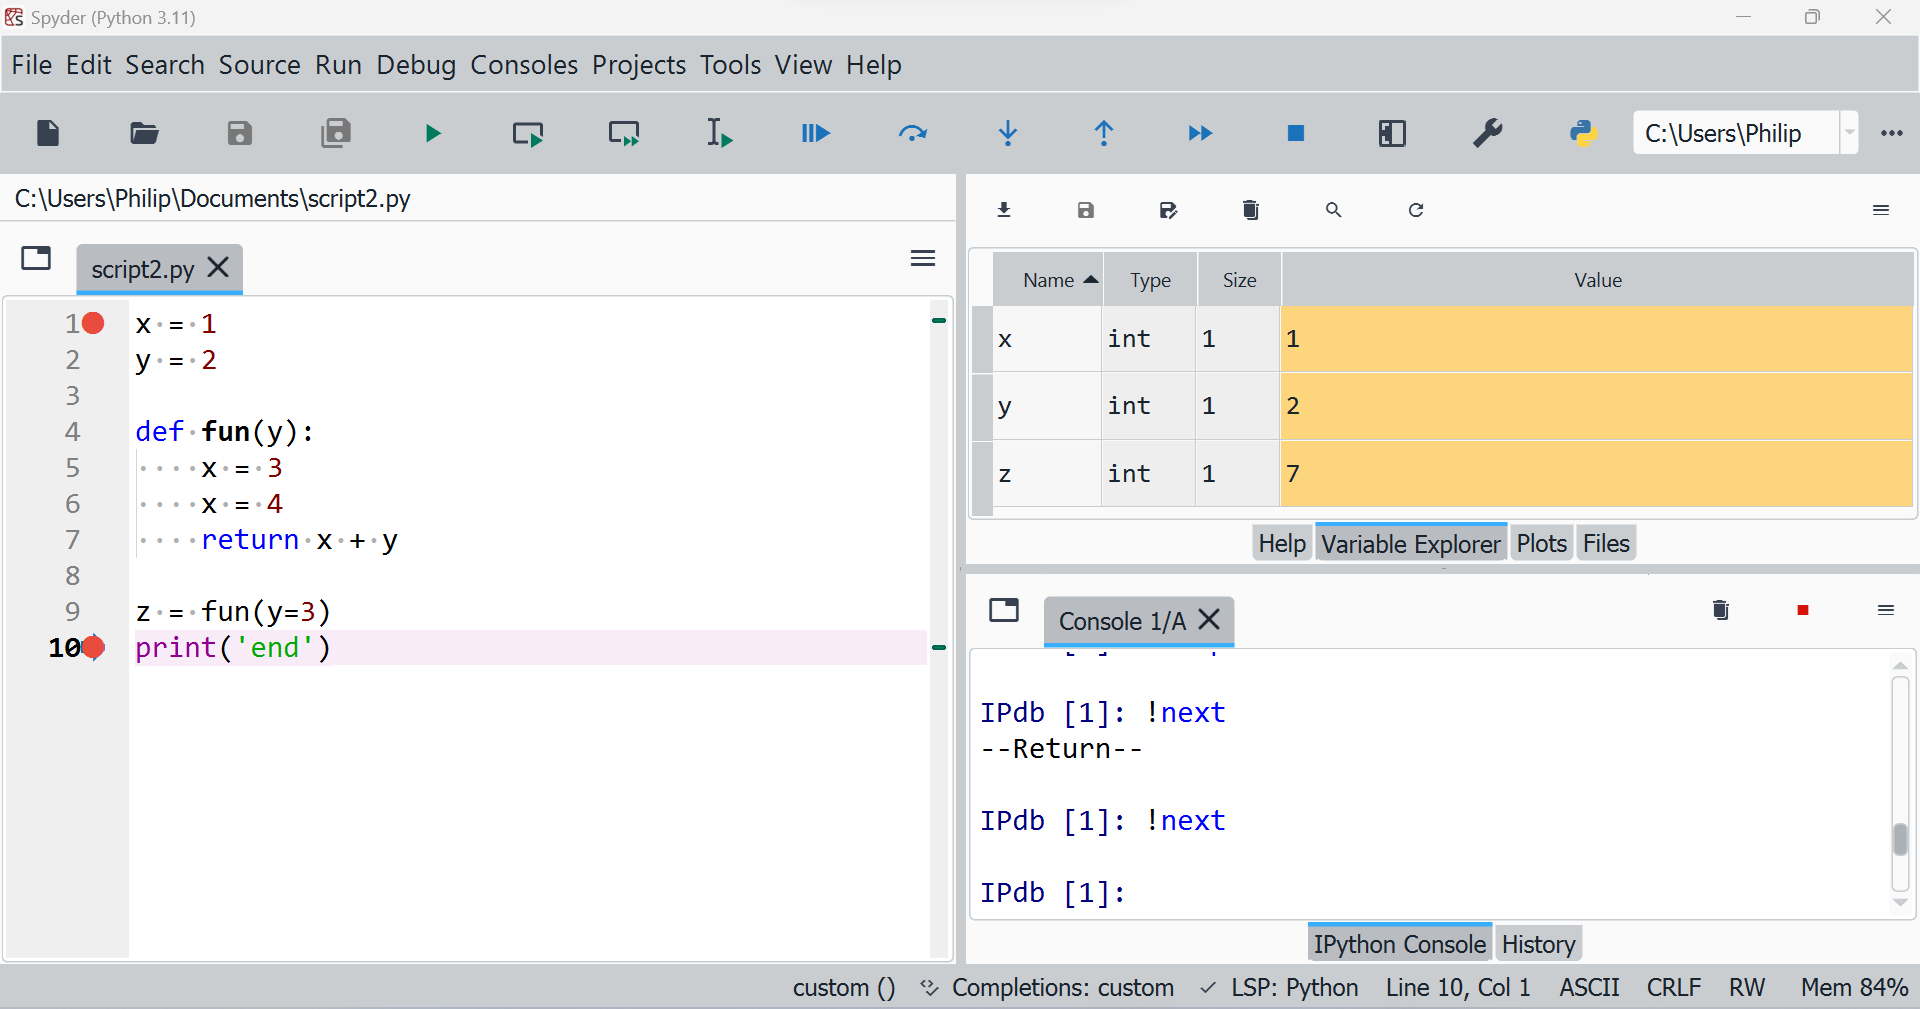 Spyder (Python 3.11)
File Edit Search Source Run Debug Consoles Projects Tools View Help
C:\Users\Philip
C:\Users\Philip\Documents\script2.py
script2.py
1 x = 1
2 y = 2
3
4 def fun(y):
5 x = 3
6 x = 4
7 return x + y
8
9 z = fun(y=3)
10 print('end')
Name Type Size Value
x int 1 1
y int 1 2
z int 1 7
Help Variable Explorer Plots Files
Console 1/A
IPdb [1]: !next
--Return--
IPdb [1]: !next
IPdb [1]:
IPython Console History
custom () Completions: custom LSP: Python Line 10, Col 1 ASCII CRLF RW Mem 84%